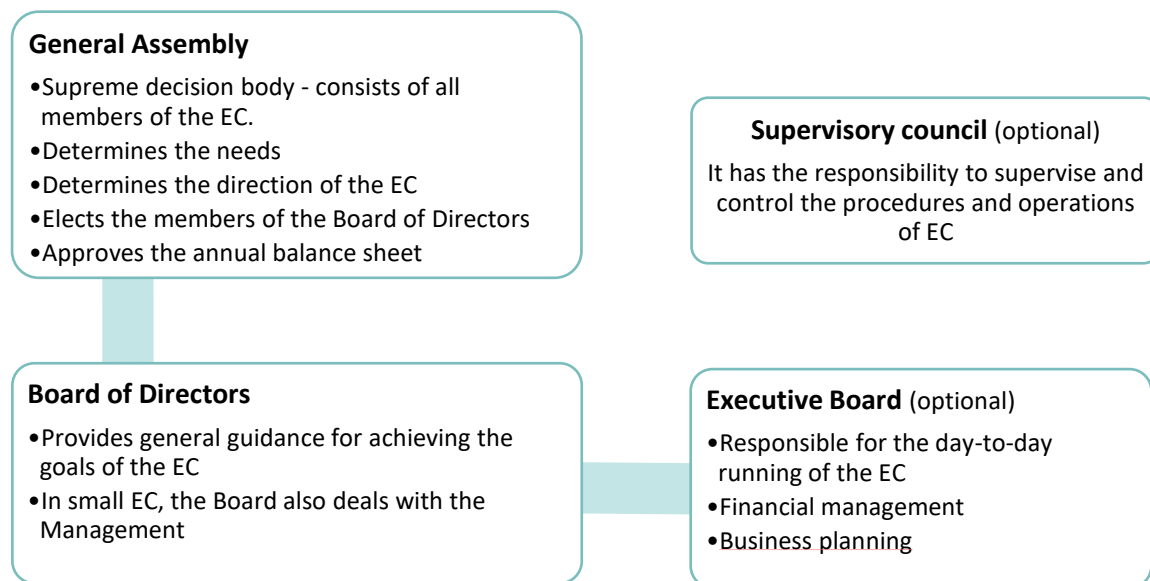 General Assembly
•Supreme decision body - consists of all
members of the EC.
•Determines the needs
•Determines the direction of the EC
•Elects the members of the Board of Directors
•Approves the annual balance sheet
Supervisory council (optional)
It has the responsibility to supervise and
control the procedures and operations
of EC
Board of Directors
•Provides general guidance for achieving the
goals of the EC
•In small EC, the Board also deals with the
Management
Executive Board (optional)
•Responsible for the day-to-day
running of the EC
•Financial management
•Business planning